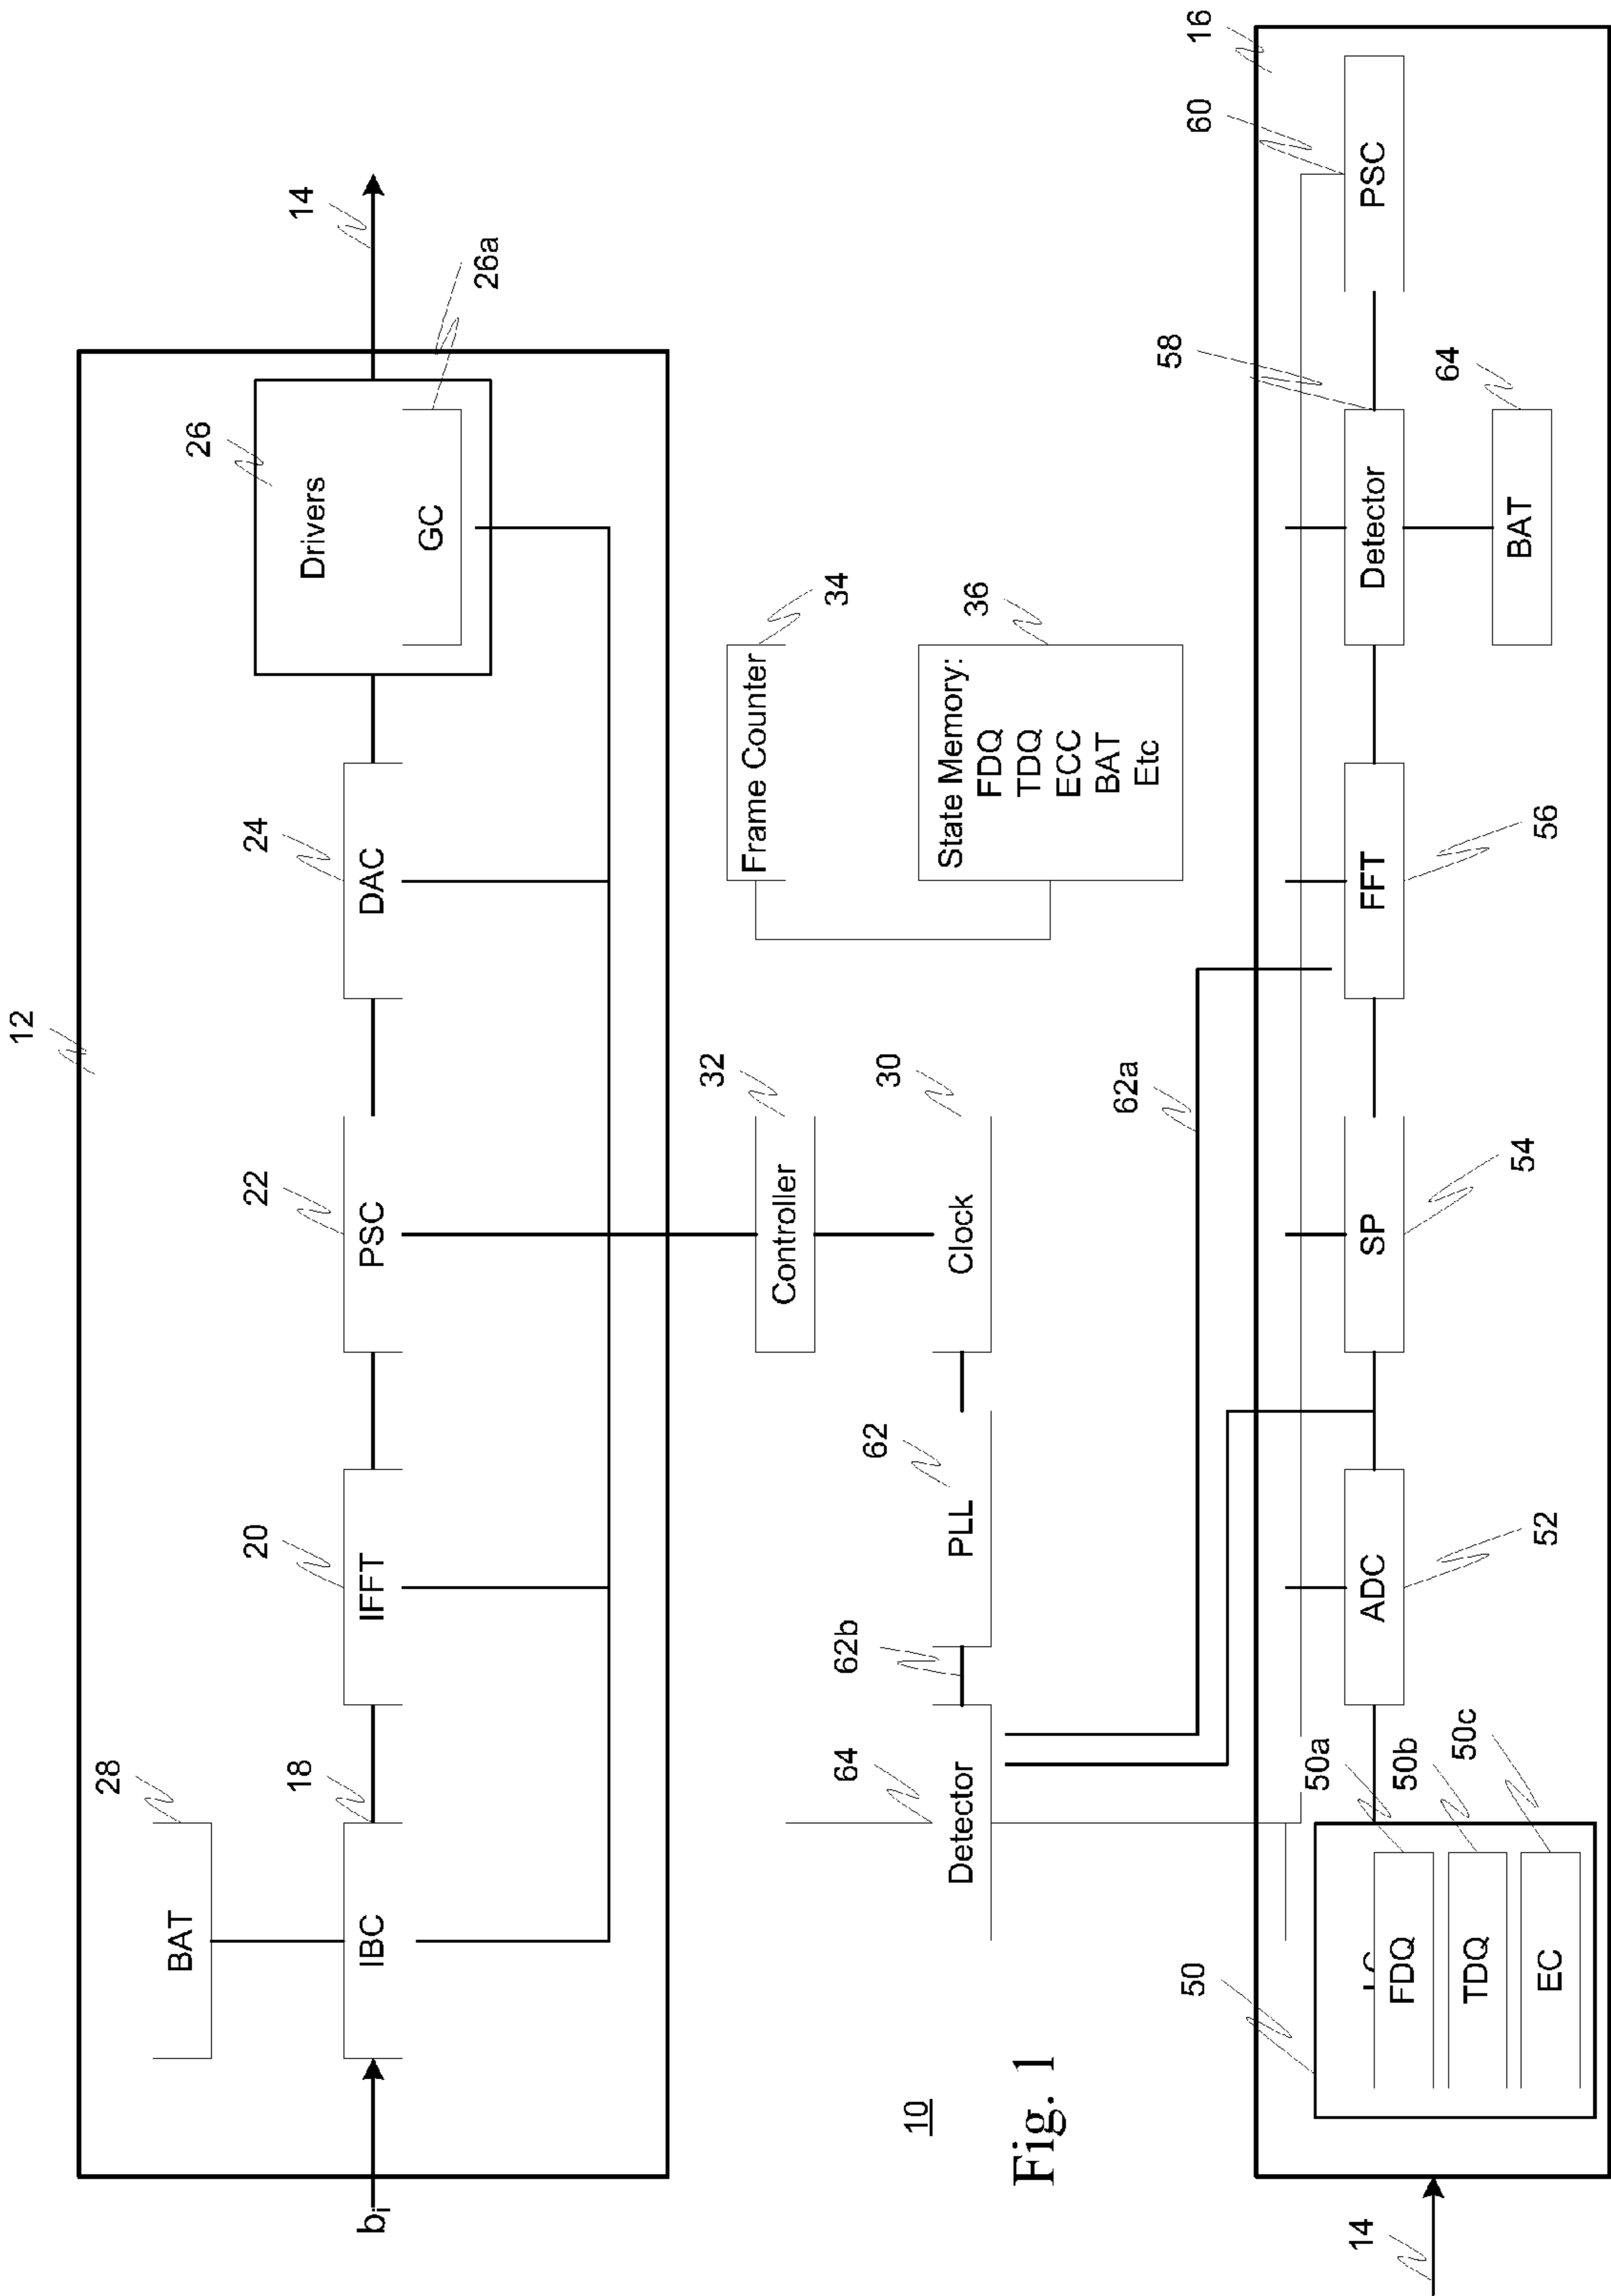 12
28
BAT
18
IBC
bi
20
IFFT
22
PSC
24
DAC
26
Drivers
GC
26a
14
32
Controller
30
Clock
62
PLL
62b
64
Detector
62a
Frame Counter
34
State Memory:
FDQ
TDQ
ECC
BAT
Etc
36
10
Fig. 1
14
50
50a
FDQ
50b
TDQ
50c
EC
52
ADC
54
SP
56
FFT
58
Detector
64
BAT
60
PSC
16